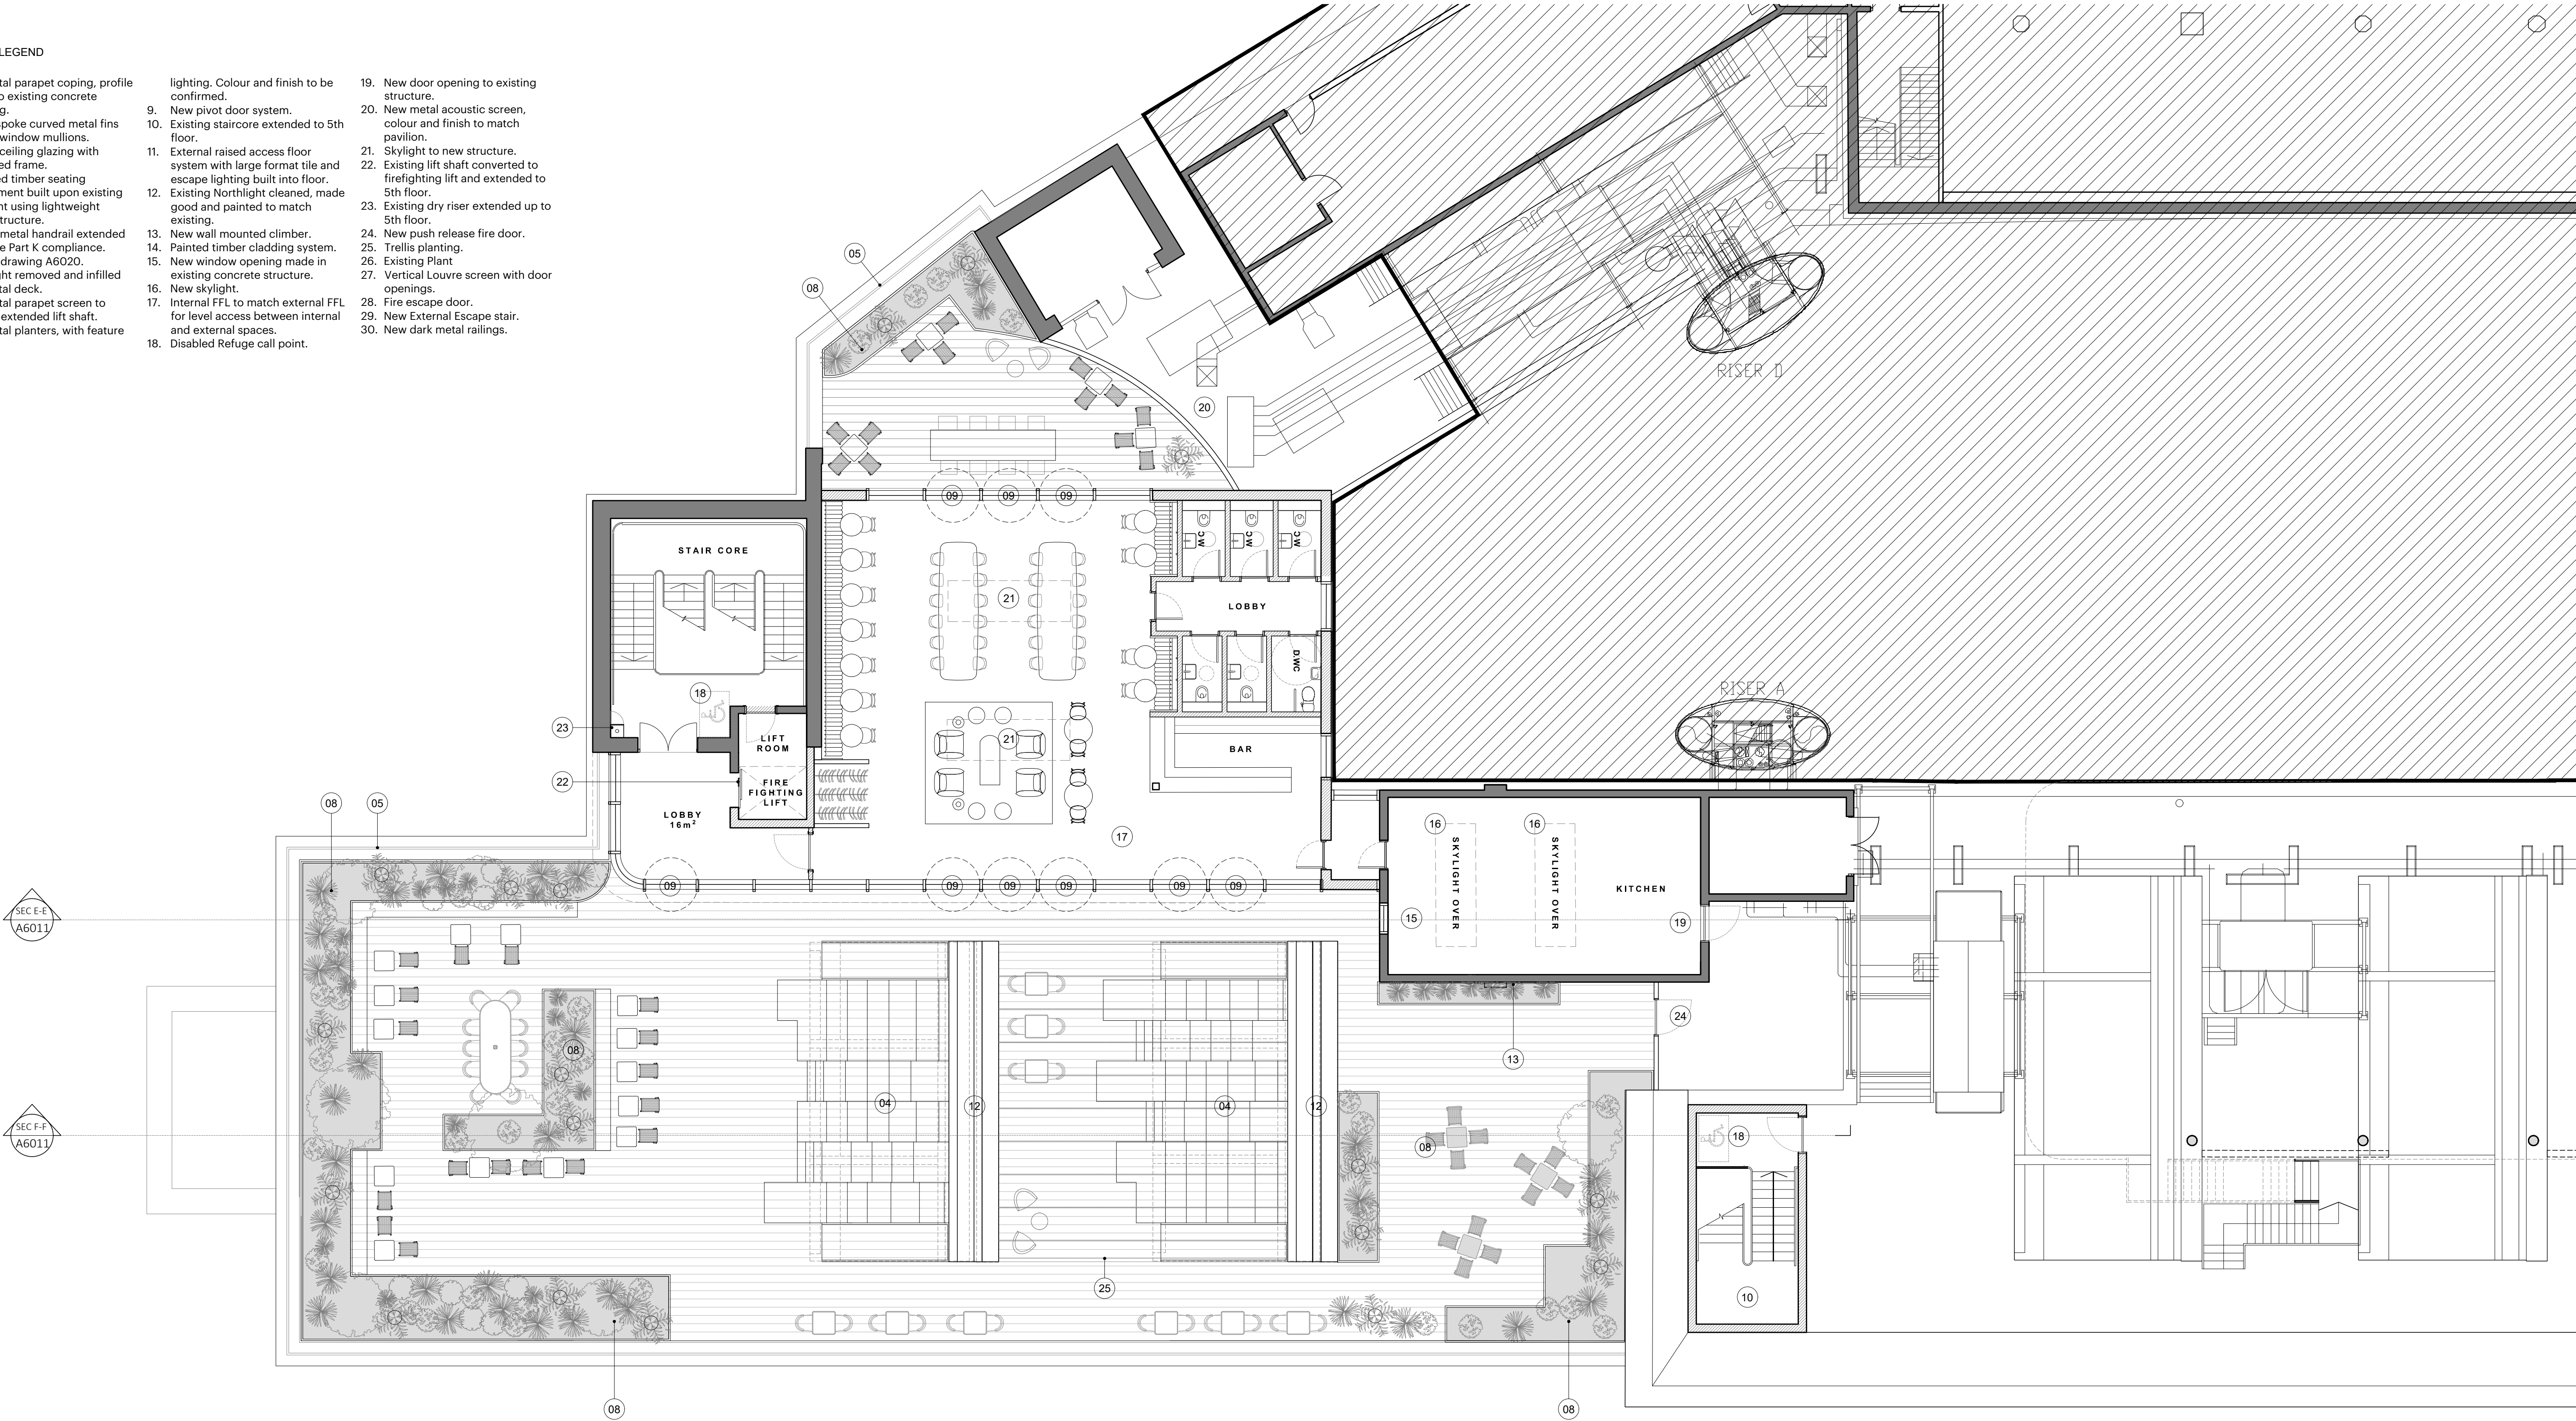 LEGEND
tal parapet coping, profile
o existing concrete
g.
spoke curved metal fins
window mullions.
ceiling glazing with
ed frame.
ed timber seating
ment built upon existing
nt using lightweight
tructure.
metal handrail extended
e Part K compliance.
drawing A6020.
ght removed and infilled
tal deck.
tal parapet screen to
extended lift shaft.
tal planters, with feature
lighting. Colour and finish to be
confirmed.
9. New pivot door system.
10. Existing staircore extended to 5th
floor.
11. External raised access floor
system with large format tile and
escape lighting built into floor.
12. Existing Northlight cleaned, made
good and painted to match
existing.
13. New wall mounted climber.
14. Painted timber cladding system.
15. New window opening made in
existing concrete structure.
16. New skylight.
17. Internal FFL to match external FFL
for level access between internal
and external spaces.
18. Disabled Refuge call point.
19. New door opening to existing
structure.
20. New metal acoustic screen,
colour and finish to match
pavilion.
21. Skylight to new structure.
22. Existing lift shaft converted to
firefighting lift and extended to
5th floor.
23. Existing dry riser extended up to
5th floor.
24. New push release fire door.
25. Trellis planting.
26. Existing Plant
27. Vertical Louvre screen with door
openings.
28. Fire escape door.
29. New External Escape stair.
30. New dark metal railings.
05
08
RISER D
20
09 09 09
WC WC WC
STAIR CORE
21
LOBBY
D.WC
18
RISER A
23
LIFT
ROOM
21
BAR
22
FIRE
FIGHTING
LIFT
08 05
LOBBY
16m²
17
16 16
SKYLIGHT OVER
SKYLIGHT OVER
KITCHEN
09 09 09 09 09 09
08
SEC E-E
A6011
15
19
24
08
13
04 12 04 12
SEC F-F
A6011
08
18
25
10
08
08